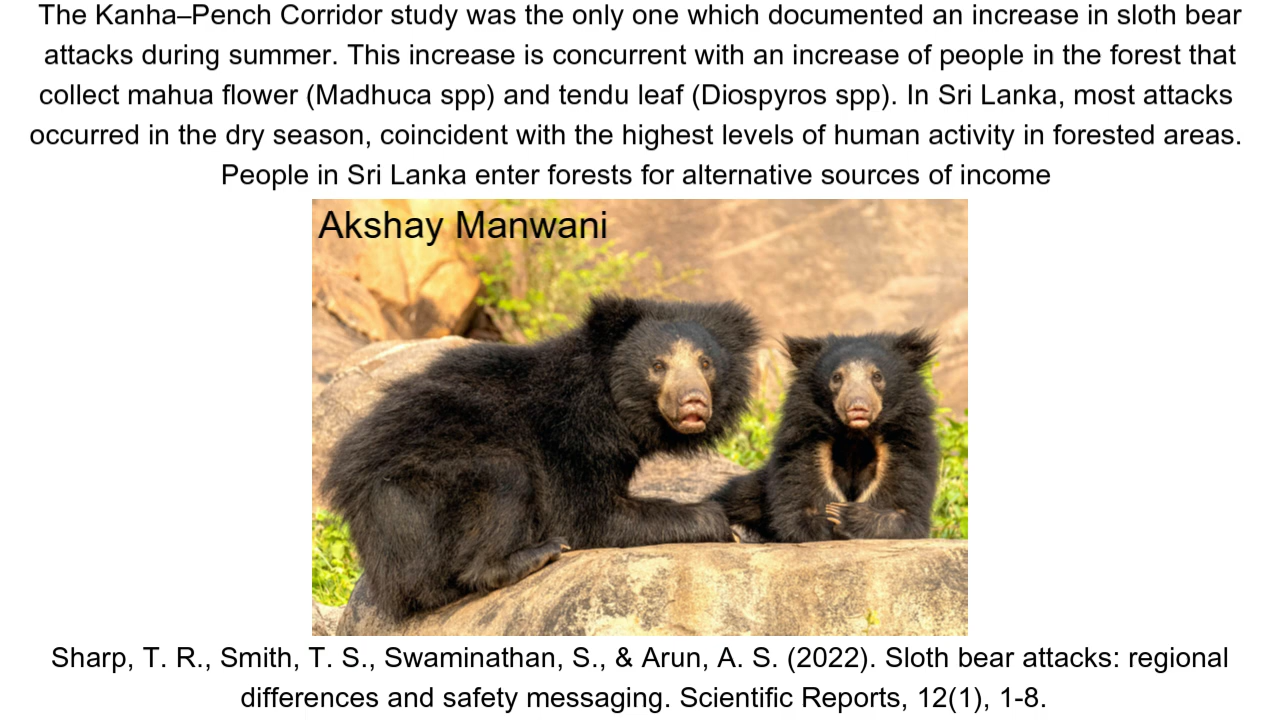 The Kanha–Pench Corridor study was the only one which documented an increase in sloth bear
attacks during summer. This increase is concurrent with an increase of people in the forest that
collect mahua flower (Madhuca spp) and tendu leaf (Diospyros spp). In Sri Lanka, most attacks
occurred in the dry season, coincident with the highest levels of human activity in forested areas.
People in Sri Lanka enter forests for alternative sources of income
Akshay Manwani
Sharp, T. R., Smith, T. S., Swaminathan, S., & Arun, A. S. (2022). Sloth bear attacks: regional
differences and safety messaging. Scientific Reports, 12(1), 1-8.